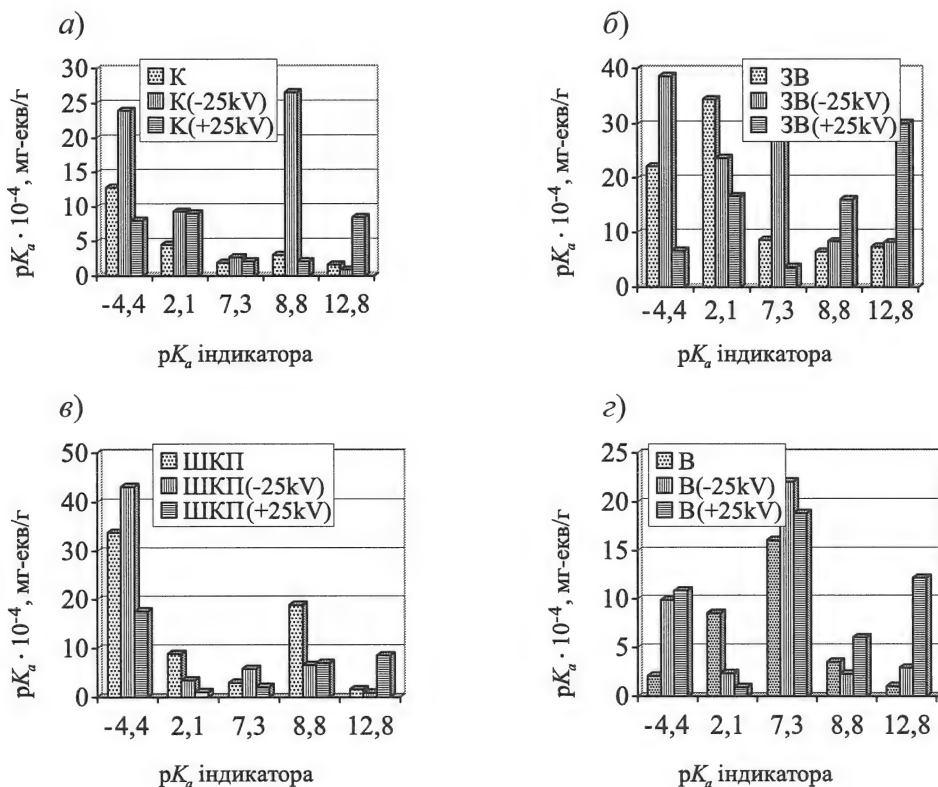 а)
pKₐ · 10⁻⁴, мг-екв/г
30
25
20
15
10
5
0
К
К(-25kV)
К(+25kV)
-4,4 2,1 7,3 8,8 12,8
pKₐ індикатора
б)
pKₐ · 10⁻⁴, мг-екв/г
40
30
20
10
0
ЗВ
ЗВ(-25kV)
ЗВ(+25kV)
-4,4 2,1 7,3 8,8 12,8
pKₐ індикатора
в)
pKₐ · 10⁻⁴, мг-екв/г
50
40
30
20
10
0
ШКП
ШКП(-25kV)
ШКП(+25kV)
-4,4 2,1 7,3 8,8 12,8
pKₐ індикатора
г)
pKₐ · 10⁻⁴, мг-екв/г
25
20
15
10
5
0
В
В(-25kV)
В(+25kV)
-4,4 2,1 7,3 8,8 12,8
pKₐ індикатора